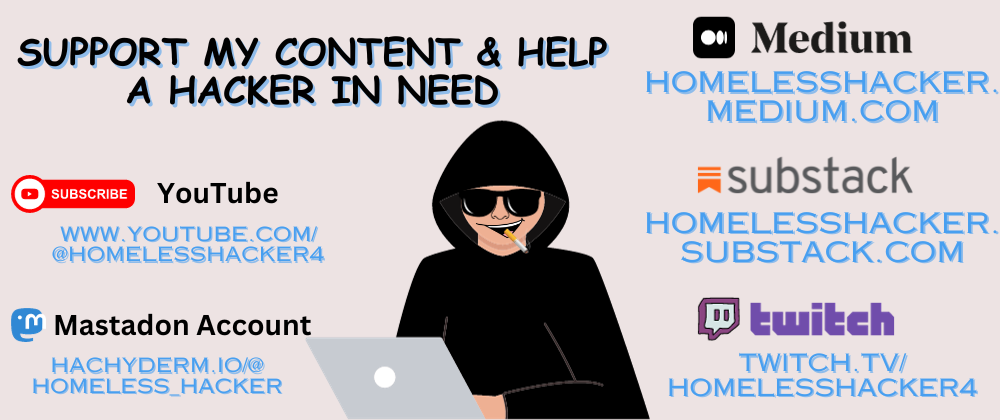 SUPPORT MY CONTENT & HELP
A HACKER IN NEED
SUBSCRIBE
YouTube
WWW.YOUTUBE.COM/
@HOMELESSHACKER4
Mastadon Account
HACHYDERM.IO/@
HOMELESS_HACKER
Medium
HOMELESSHACKER.
MEDIUM.COM
substack
HOMELESSHACKER.
SUBSTACK.COM
twitch
TWITCH.TV/
HOMELESSHACKER4